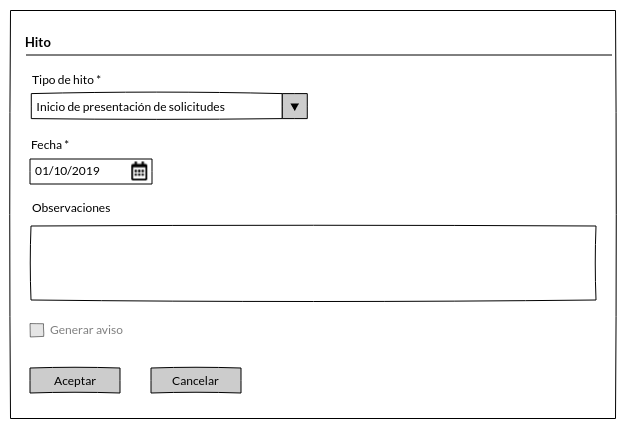 Hito
Tipo de hito *
Inicio de presentación de solicitudes
Fecha *
01/10/2019
Observaciones
Generar aviso
Aceptar
Cancelar